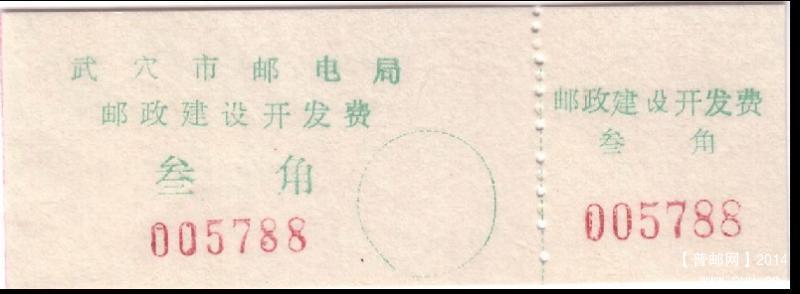 武穴市邮电局
邮政建设开发费
叁角
005788
邮政建设开发费
叁角
005788
【普邮网】2014